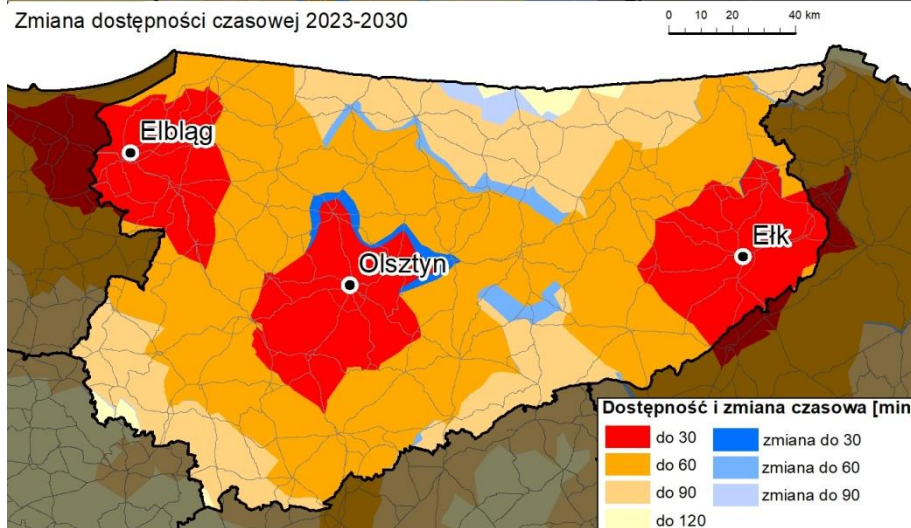 Zmiana dostępności czasowej 2023-2030
0 20 40 km
Elbląg
Olsztyn
Ełk
Dostępność i zmiana czasowa [min
do 30 zmiana do 30
do 60 zmiana do 60
do 90 zmiana do 90
do 120